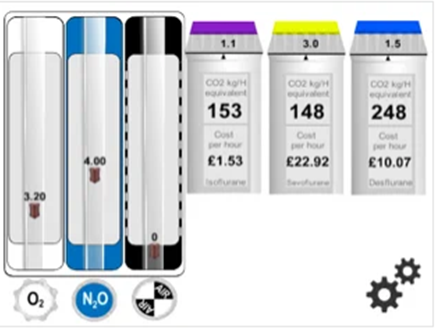 1.1
3.0
1.5
CO2 kg/H
equivalent
153
CO2 kg/H
equivalent
148
CO2 kg/H
equivalent
248
Cost
per hour
£1.53
Cost
per hour
£22.92
Cost
per hour
£10.07
Isoflurane
Sevoflurane
Desflurane
3.20
4.00
0
O2
N2O
AIR
AIR